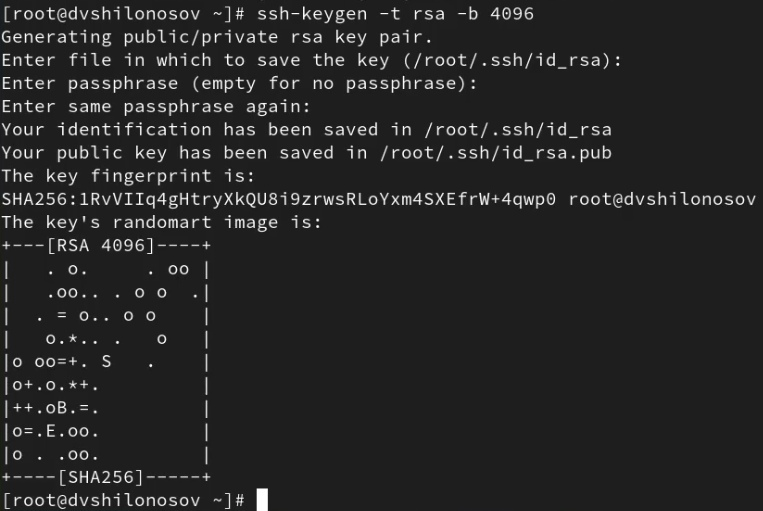 [root@dvshilonosov ~]# ssh-keygen -t rsa -b 4096
Generating public/private rsa key pair.
Enter file in which to save the key (/root/.ssh/id_rsa):
Enter passphrase (empty for no passphrase):
Enter same passphrase again:
Your identification has been saved in /root/.ssh/id_rsa
Your public key has been saved in /root/.ssh/id_rsa.pub
The key fingerprint is:
SHA256:1RvVIIq4gHtryXkQU8i9zrwsRLoYxm4SXEfrW+4qwp0 root@dvshilonosov
The key's randomart image is:
+---[RSA 4096]----+
|   . o.     . oo |
|   .oo.. . o o  .|
|  . = o.. o o    |
|   o.*.. .   o   |
|o oo=+. S   .    |
|o+.o.*+.         |
|++.oB.=.         |
|o=.E.oo.         |
|o . .oo.         |
+----[SHA256]-----+
[root@dvshilonosov ~]#